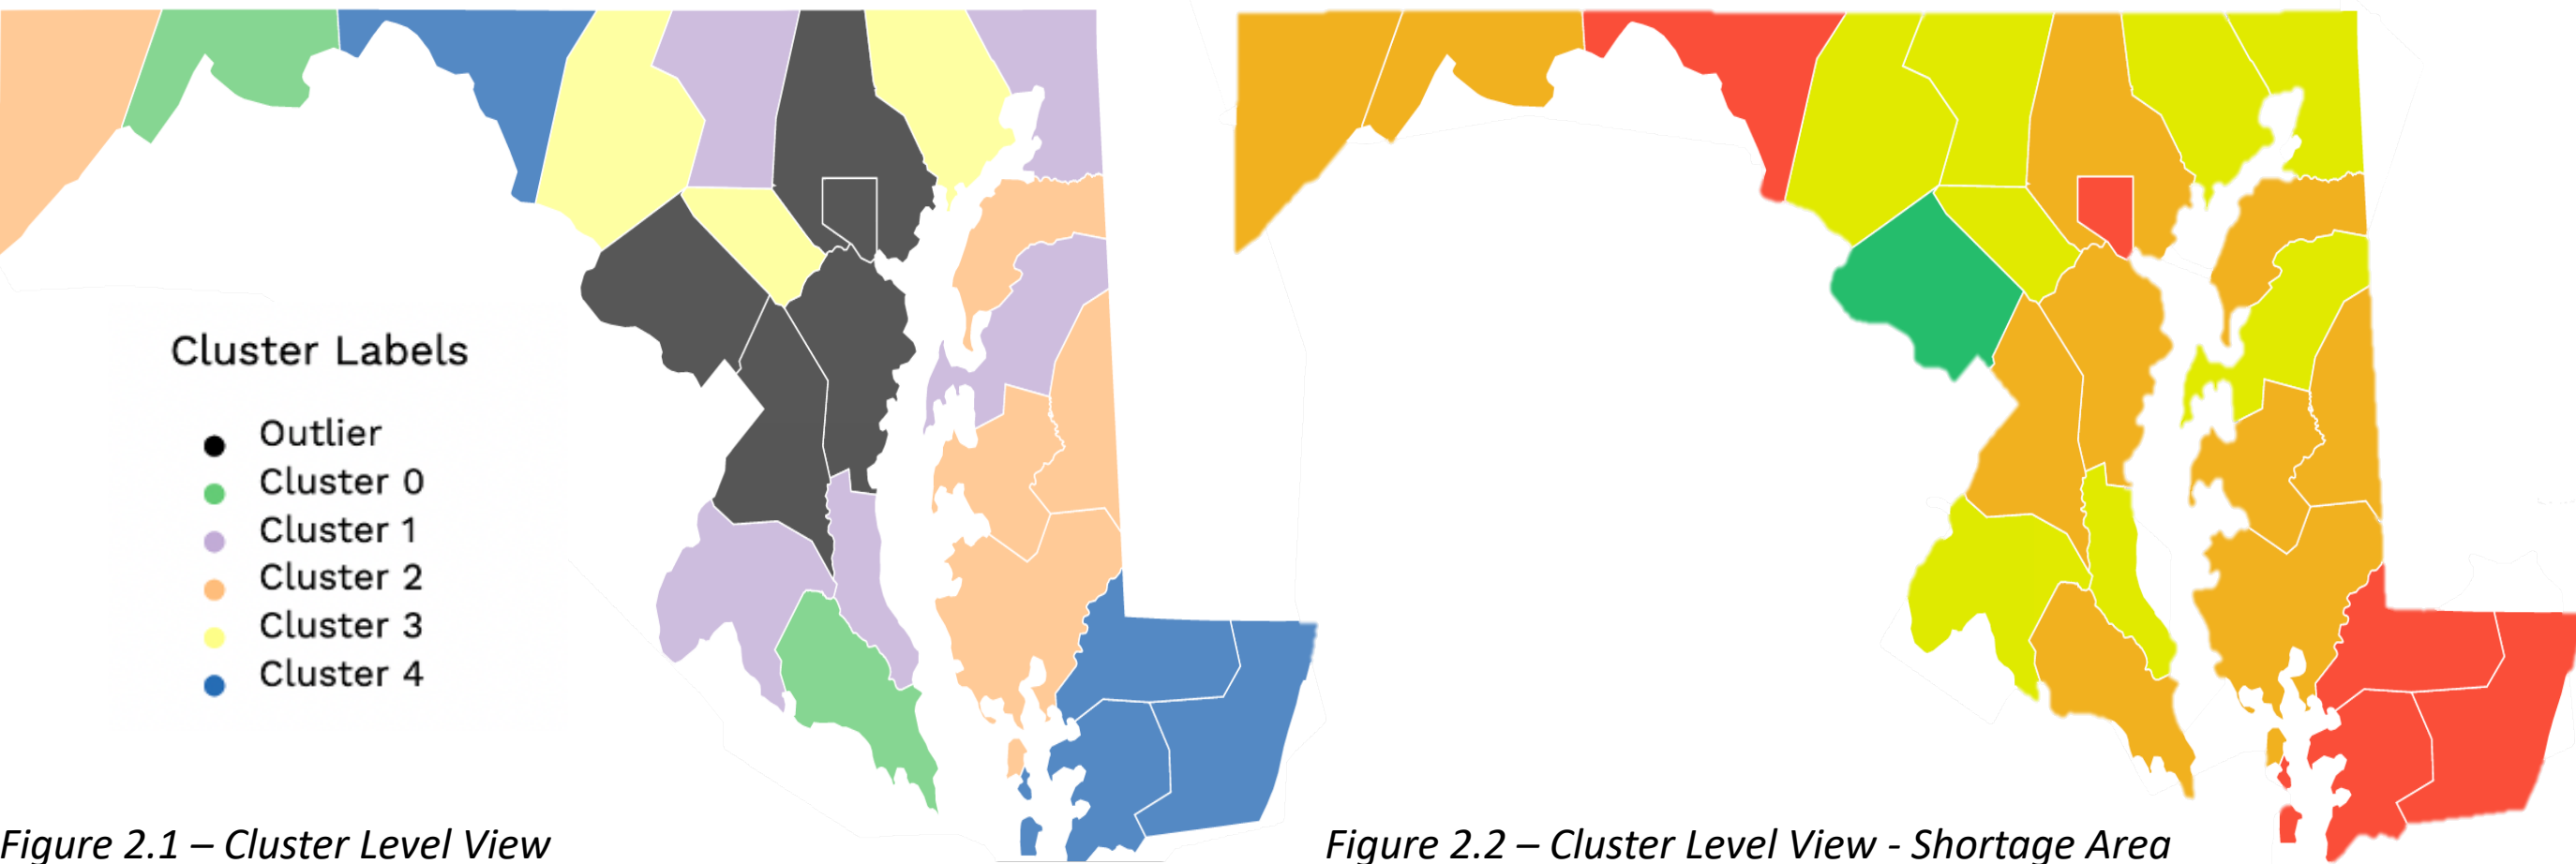 Cluster Labels
Outlier
Cluster 0
Cluster 1
Cluster 2
Cluster 3
Cluster 4
Figure 2.1 – Cluster Level View
Figure 2.2 – Cluster Level View - Shortage Area